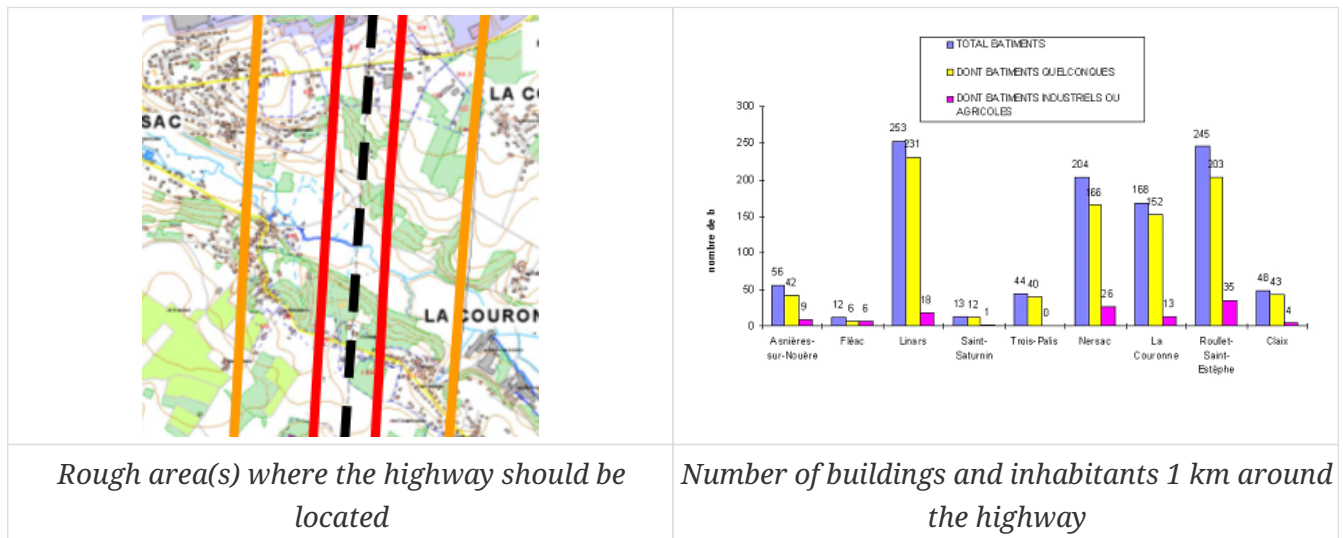 SAC
LA CO
LA COURON
TOTAL BATIMENTS
DONT BATIMENTS QUELCONQUES
DONT BATIMENTS INDUSTRIELS OU
AGRICOLES
nombre de b
300
250
200
150
100
50
0
56
42
9
12
6
6
253
231
18
13
12
1
44
40
0
204
166
26
168
152
13
245
203
35
48
43
4
Asnières-
sur-Nouère
Fléac
Linars
Saint-
Saturnin
Trois-Palis
Nersac
La
Couronne
Roullet-
Saint-
Estèphe
Claix
Rough area(s) where the highway should be
located
Number of buildings and inhabitants 1 km around
the highway